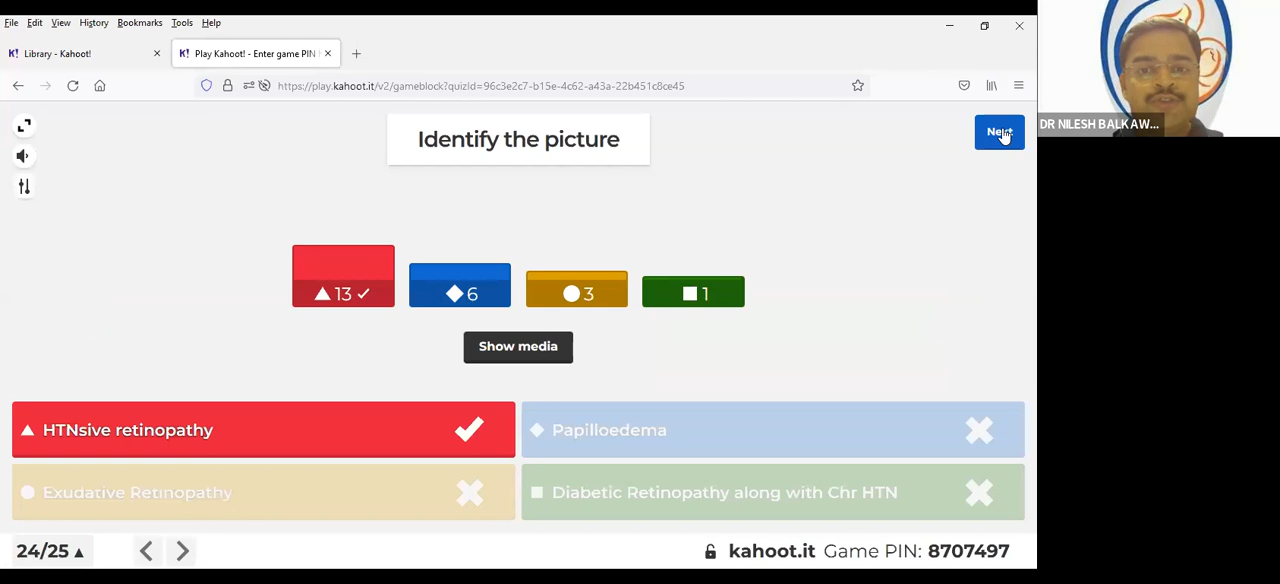 File Edit View History Bookmarks Tools Help
K! Library - Kahoot!
K! Play Kahoot! - Enter game PIN
https://play.kahoot.it/v2/gameblock?quizId=96c3e2c7-b15e-4c62-a43a-22b451c8ce45
Identify the picture
Next
DR NILESH BALKAW...
13
6
3
1
Show media
HTNsive retinopathy
Papilloedema
Exudative Retinopathy
Diabetic Retinopathy along with Chr HTN
24/25
kahoot.it Game PIN: 8707497